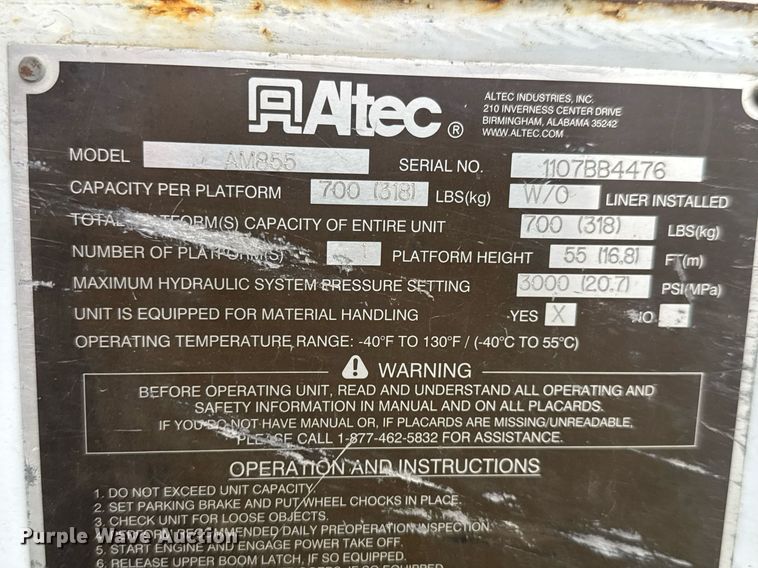 Altec ®
ALTEC INDUSTRIES, INC.
210 INVERNESS CENTER DRIVE
BIRMINGHAM, ALABAMA 35242
WWW.ALTEC.COM
MODEL AM855 SERIAL NO. 1107BB4476
CAPACITY PER PLATFORM 700 (318) LBS(kg) W/O LINER INSTALLED
TOTAL PLATFORM(S) CAPACITY OF ENTIRE UNIT 700 (318) LBS(kg)
NUMBER OF PLATFORM(S) 1 PLATFORM HEIGHT 55 (16.8) FT(m)
MAXIMUM HYDRAULIC SYSTEM PRESSURE SETTING 3000 (20.7) PSI(MPa)
UNIT IS EQUIPPED FOR MATERIAL HANDLING YES X NO
OPERATING TEMPERATURE RANGE: -40°F TO 130°F / (-40°C TO 55°C)
WARNING
BEFORE OPERATING UNIT, READ AND UNDERSTAND ALL OPERATING AND
SAFETY INFORMATION IN MANUAL AND ON ALL PLACARDS.
IF YOU DO NOT HAVE MANUAL OR, IF PLACARDS ARE MISSING/UNREADABLE,
PLEASE CALL 1-877-462-5832 FOR ASSISTANCE.
OPERATION AND INSTRUCTIONS
1. DO NOT EXCEED UNIT CAPACITY.
2. SET PARKING BRAKE AND PUT WHEEL CHOCKS IN PLACE.
3. CHECK UNIT FOR LOOSE OBJECTS.
4. PERFORM RECOMMENDED DAILY PREOPERATION INSPECTION.
5. START ENGINE AND ENGAGE POWER TAKE OFF.
6. RELEASE UPPER BOOM LATCH, IF SO EQUIPPED.
Purple Wave Auction